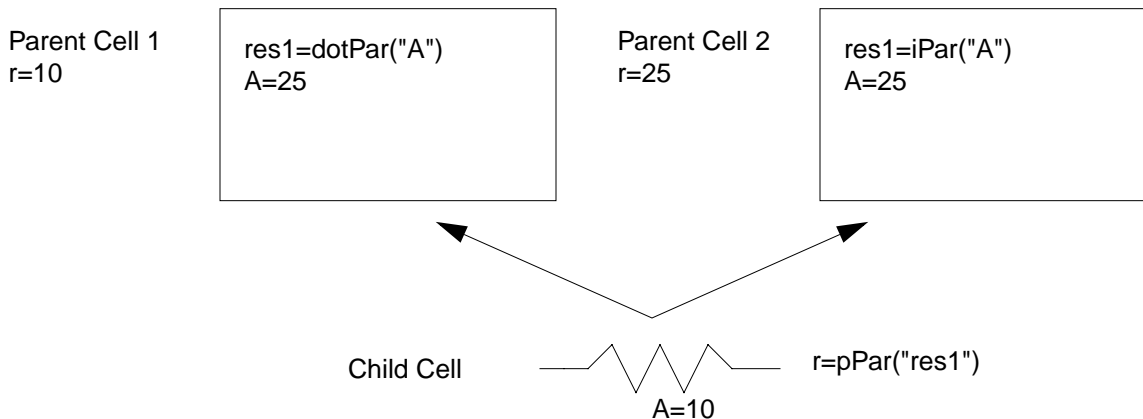 Parent Cell 1
r=10
res1=dotPar("A")
A=25
Parent Cell 2
r=25
res1=iPar("A")
A=25
Child Cell
r=pPar("res1")
A=10